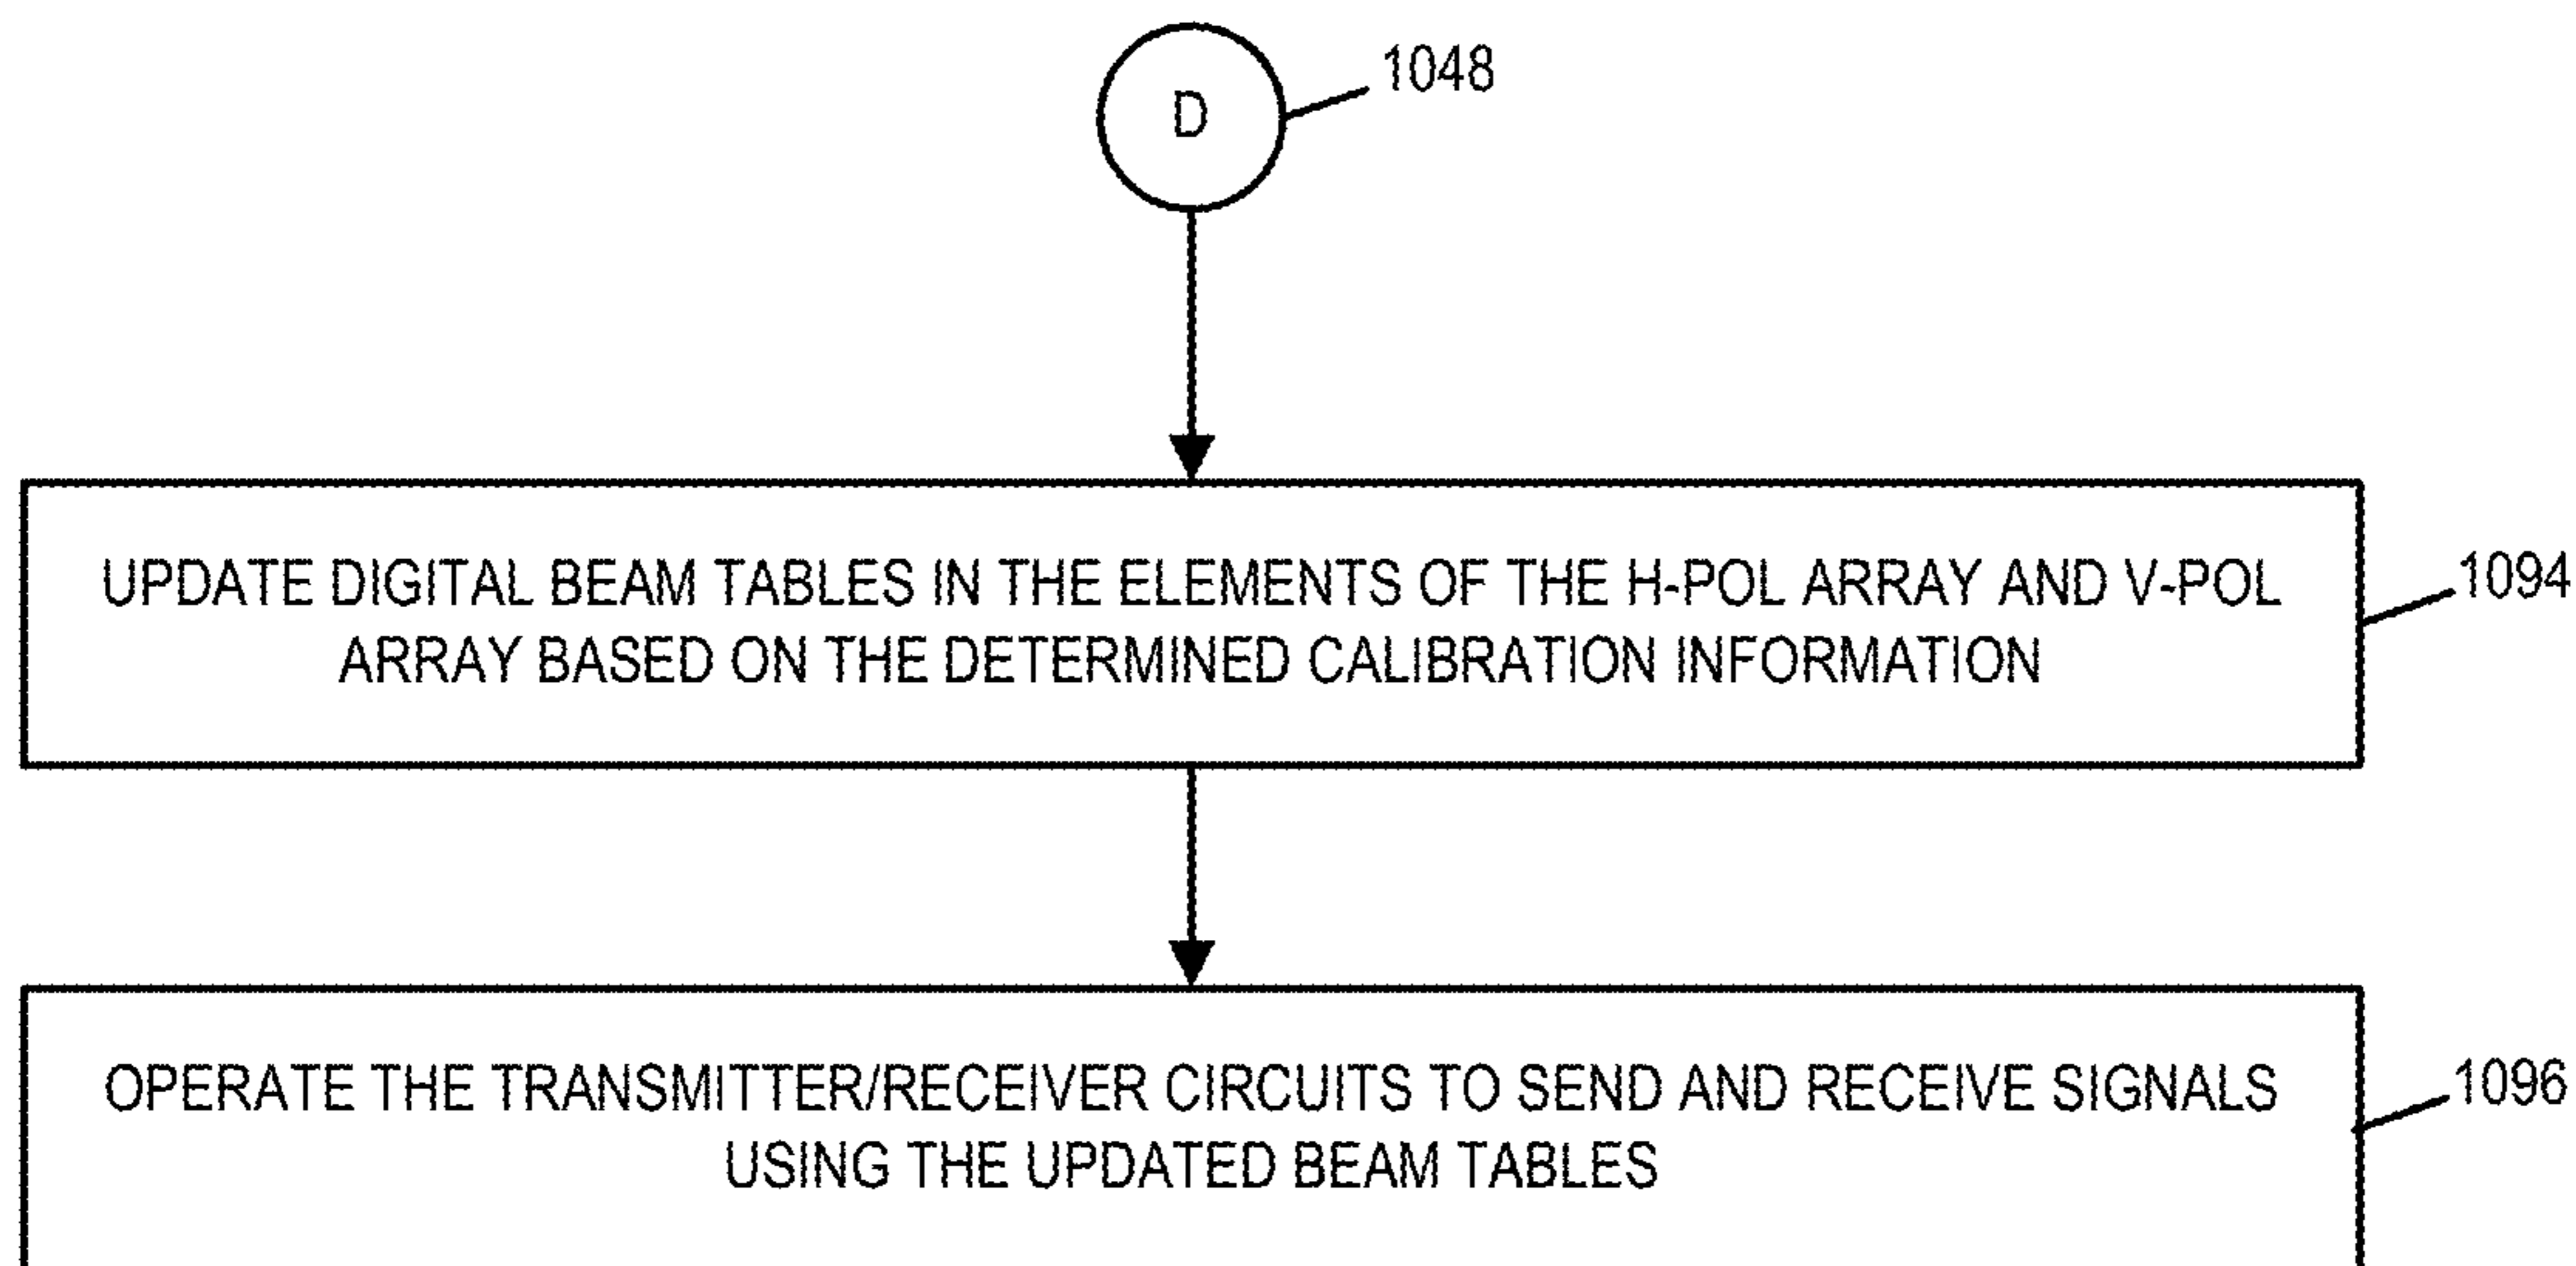 D
1048
UPDATE DIGITAL BEAM TABLES IN THE ELEMENTS OF THE H-POL ARRAY AND V-POL
ARRAY BASED ON THE DETERMINED CALIBRATION INFORMATION
1094
OPERATE THE TRANSMITTER/RECEIVER CIRCUITS TO SEND AND RECEIVE SIGNALS
USING THE UPDATED BEAM TABLES
1096